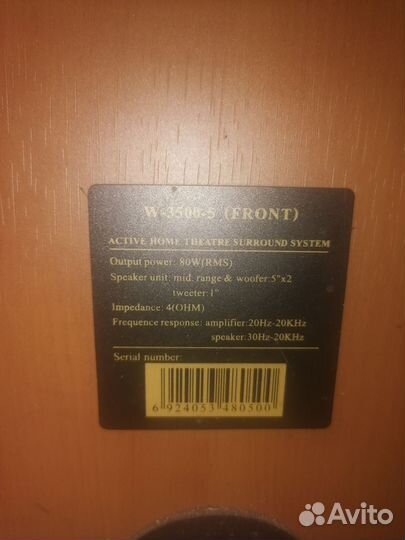 W-3500-5 (FRONT)
ACTIVE HOME THEATRE SURROUND SYSTEM
Output power: 80W(RMS)
Speaker unit: mid. range & woofer:5"x2
tweeter:1"
Impedance: 4(OHM)
Frequence response: amplifier:20Hz-20KHz
speaker:30Hz-20KHz
Serial number:
6 924053 480500
Avito